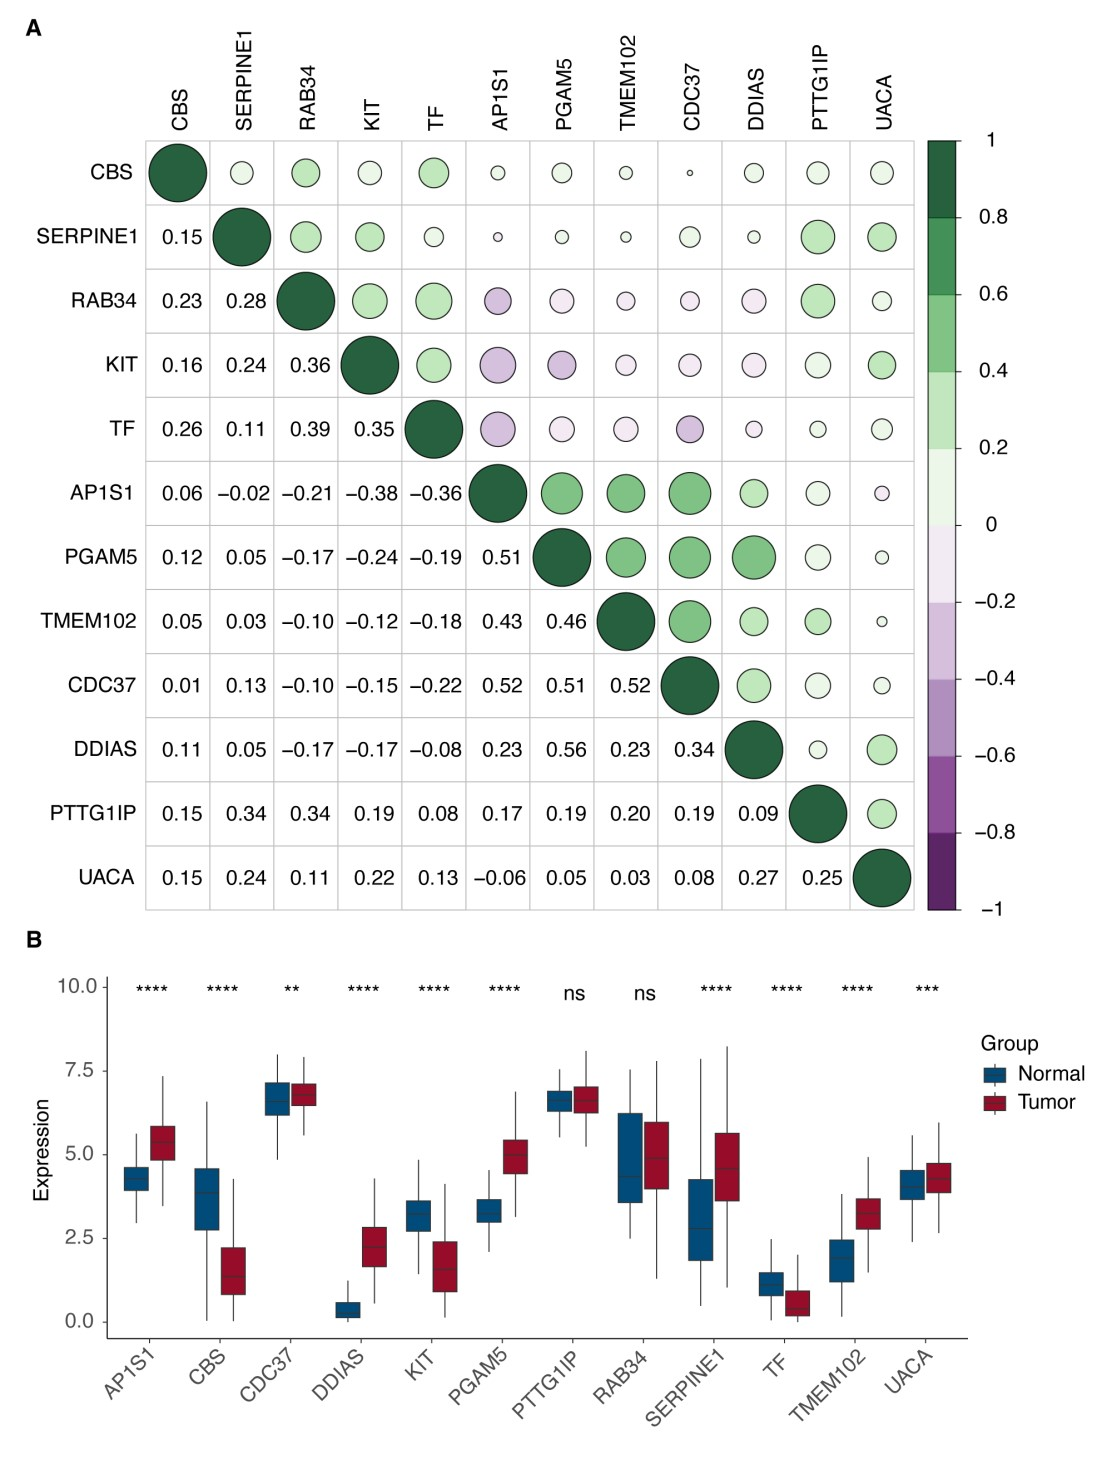 A
CBS SERPINE1 RAB34 KIT TF AP1S1 PGAM5 TMEM102 CDC37 DDIAS PTTG1IP UACA
1
CBS
0.8
SERPINE1 0.15
RAB34 0.23 0.28
0.6
KIT 0.16 0.24 0.36
0.4
TF 0.26 0.11 0.39 0.35
0.2
AP1S1 0.06 −0.02 −0.21 −0.38 −0.36
0
PGAM5 0.12 0.05 −0.17 −0.24 −0.19 0.51
−0.2
TMEM102 0.05 0.03 −0.10 −0.12 −0.18 0.43 0.46
−0.4
CDC37 0.01 0.13 −0.10 −0.15 −0.22 0.52 0.51 0.52
DDIAS 0.11 0.05 −0.17 −0.17 −0.08 0.23 0.56 0.23 0.34
−0.6
PTTG1IP 0.15 0.34 0.34 0.19 0.08 0.17 0.19 0.20 0.19 0.09
−0.8
UACA 0.15 0.24 0.11 0.22 0.13 −0.06 0.05 0.03 0.08 0.27 0.25
−1
B
10.0
**** **** ** **** **** **** ns ns **** **** **** ***
7.5
5.0
2.5
0.0
Expression
Group
Normal
Tumor
AP1S1 CBS CDC37 DDIAS KIT PGAM5 PTTG1IP RAB34 SERPINE1 TF TMEM102 UACA